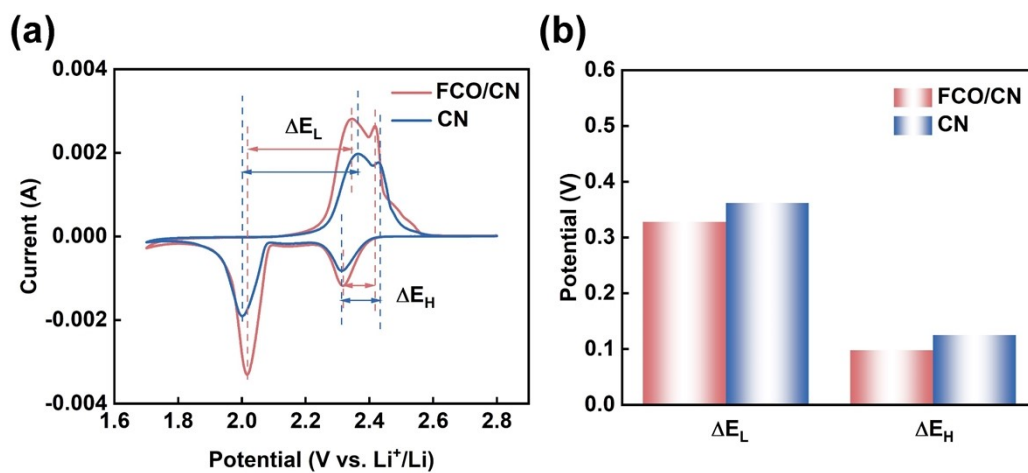 (a)
0.004
0.002
0.000
-0.002
-0.004
Current (A)
FCO/CN
CN
ΔE_L
ΔE_H
1.6
1.8
2.0
2.2
2.4
2.6
2.8
Potential (V vs. Li⁺/Li)
(b)
0.6
0.5
0.4
0.3
0.2
0.1
0.0
Potential (V)
FCO/CN
CN
ΔE_L
ΔE_H